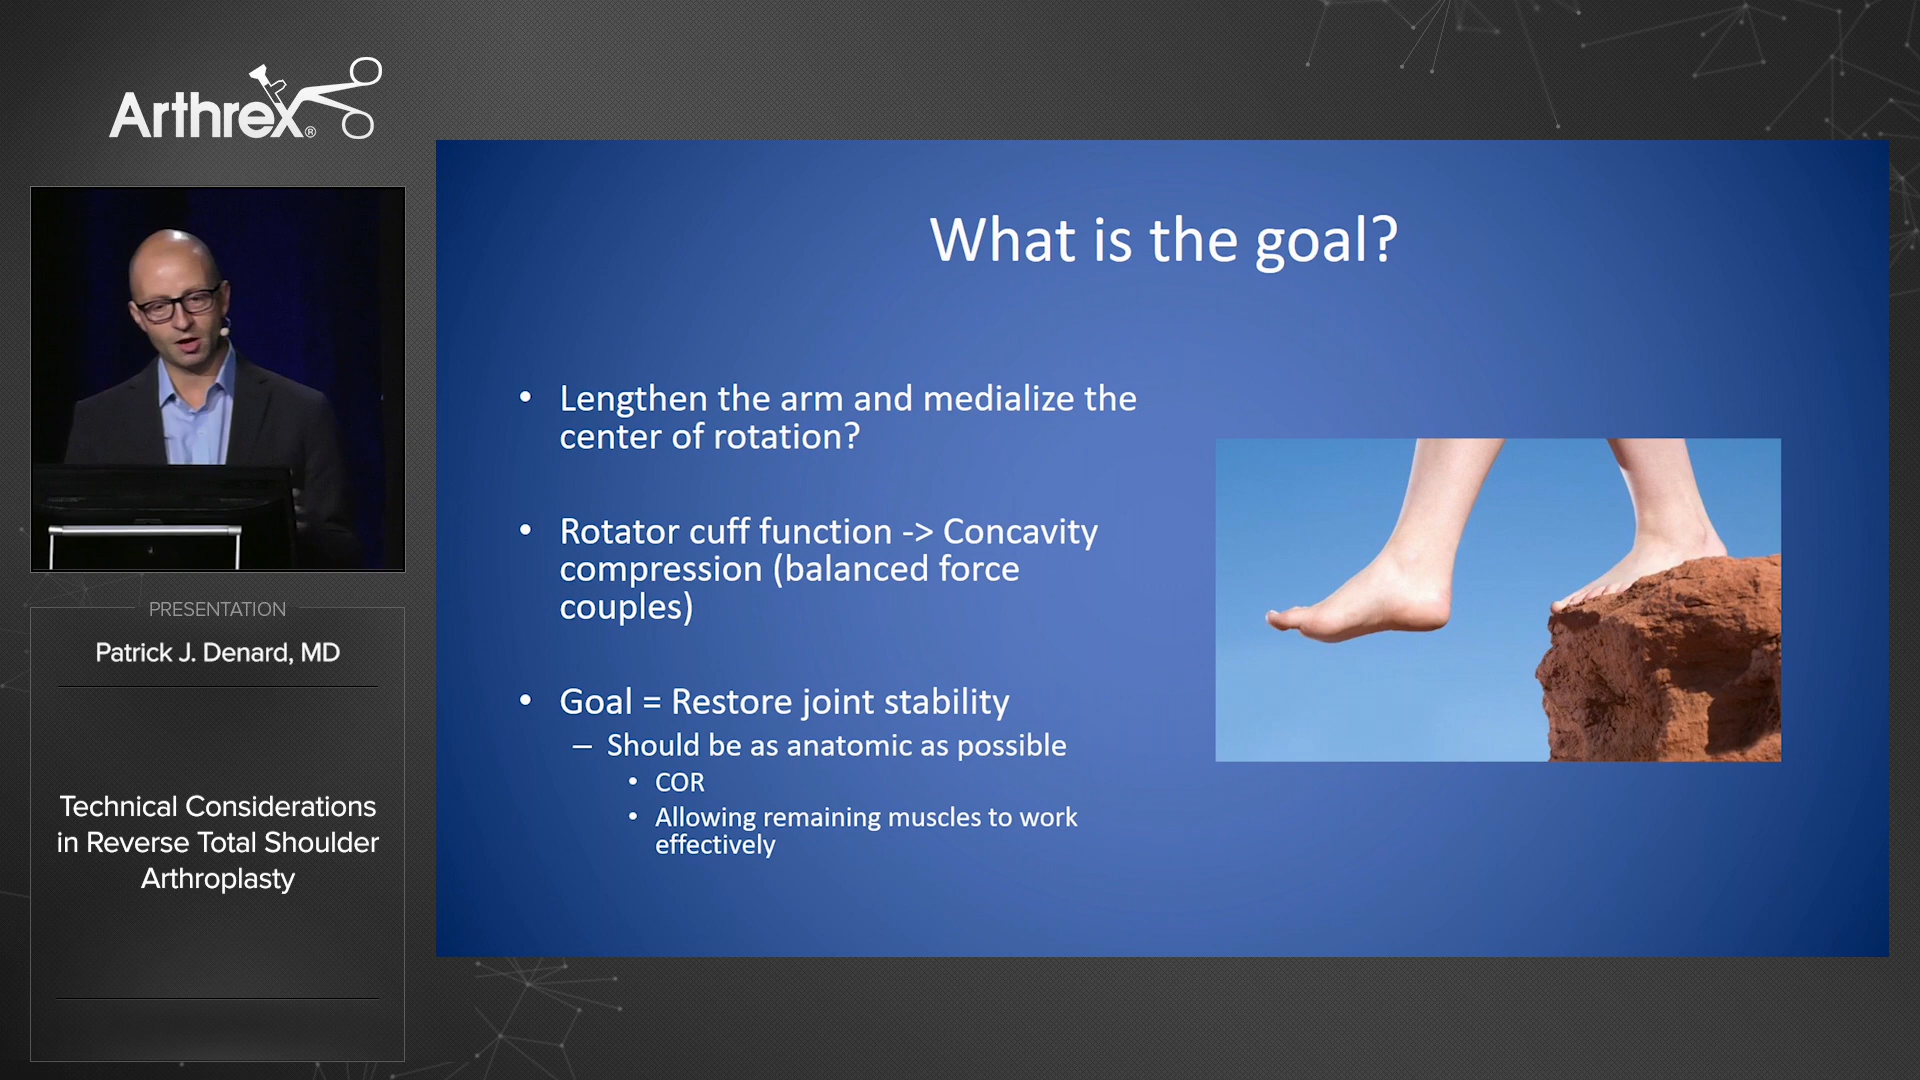 Arthrex®
What is the goal?
• Lengthen the arm and medialize the
center of rotation?
• Rotator cuff function -> Concavity
compression (balanced force
couples)
• Goal = Restore joint stability
– Should be as anatomic as possible
• COR
• Allowing remaining muscles to work
effectively
PRESENTATION
Patrick J. Denard, MD
Technical Considerations
in Reverse Total Shoulder
Arthroplasty